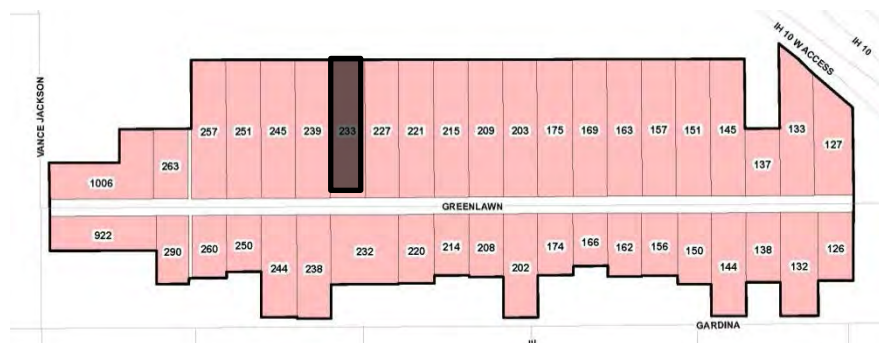 IH 10 W ACCESS
IH 10
VANCE JACKSON
257 251 245 239 233 227 221 215 209 203 175 169 163 157 151 145 133
127
263 137
1006
GREENLAWN
922
290 260 250 232 220 214 208 174 166 162 156 150 138 126
244 238 202 144 132
GARDINA